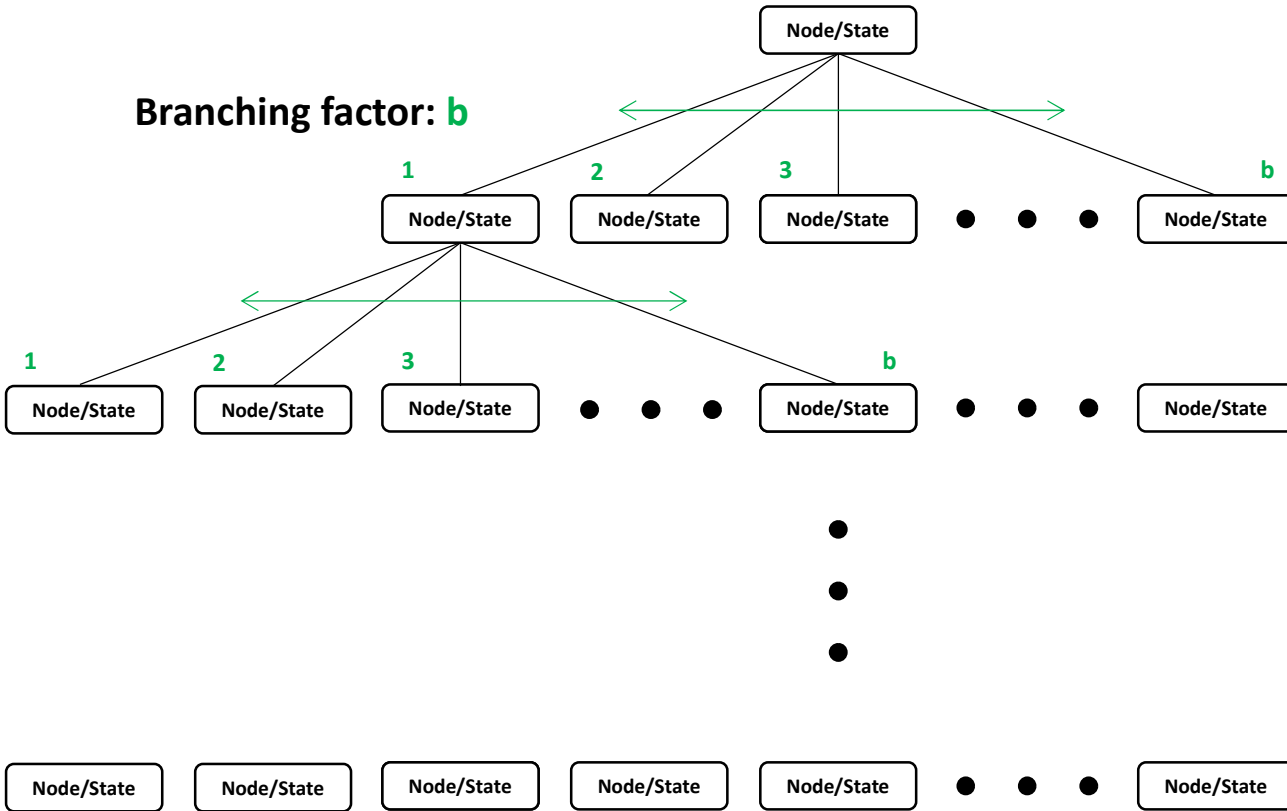 Node/State
Branching factor: b
1 2 3 b
Node/State Node/State Node/State Node/State
1 2 3 b
Node/State Node/State Node/State Node/State Node/State
Node/State Node/State Node/State Node/State Node/State Node/State